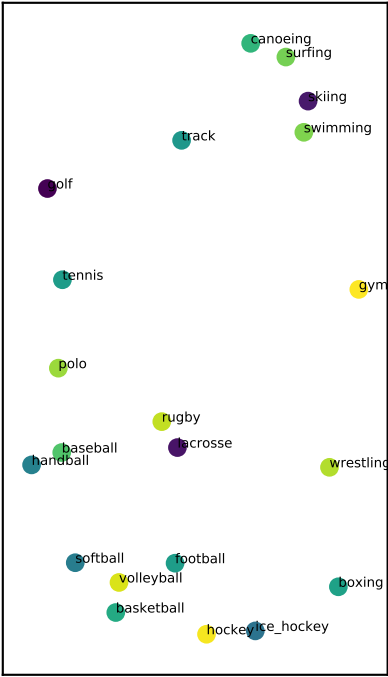 canoeing
surfing
skiing
swimming
track
golf
tennis
gym
polo
rugby
lacrosse
baseball
handball
wrestling
softball
football
volleyball
boxing
basketball
hockey
ice_hockey